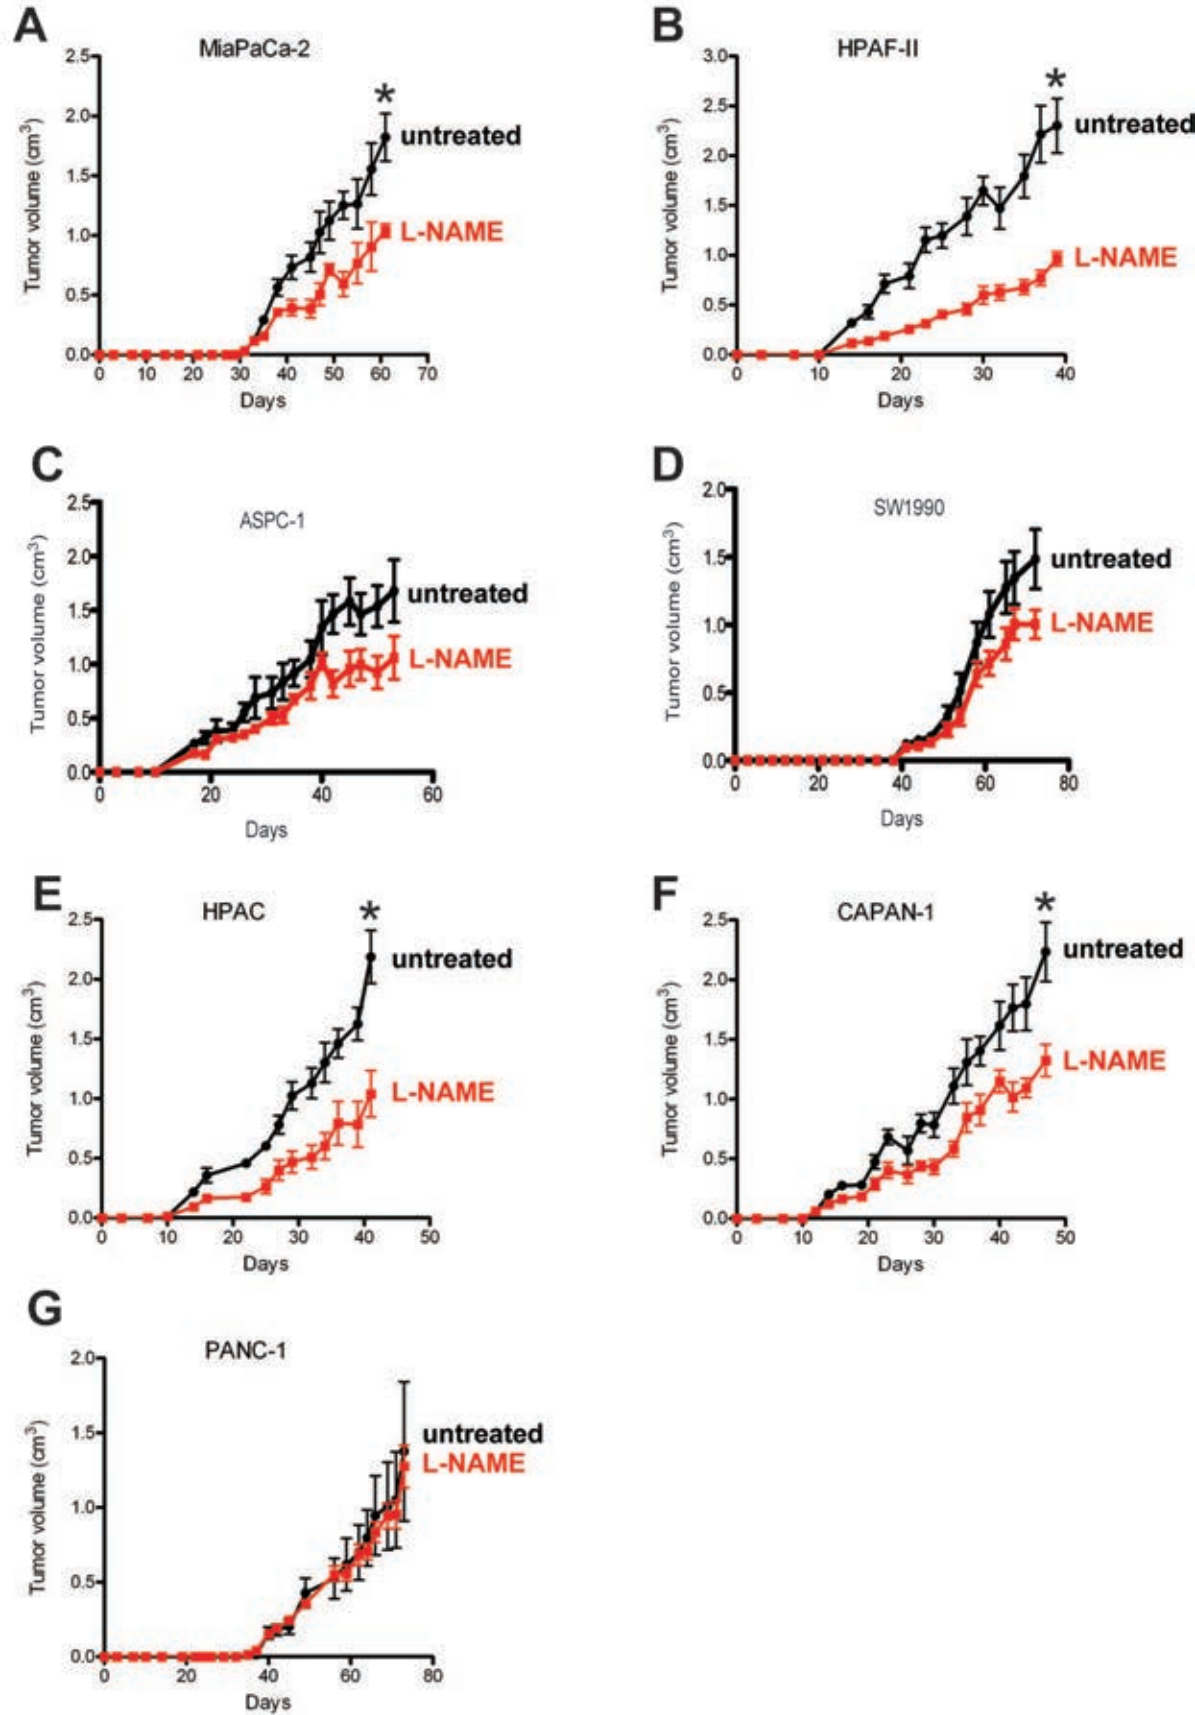 A
MiaPaCa-2
2.5
2.0
1.5
1.0
0.5
0.0
Tumor volume (cm³)
*
untreated
L-NAME
0 10 20 30 40 50 60 70
Days
B
HPAF-II
3.0
2.5
2.0
1.5
1.0
0.5
0.0
Tumor volume (cm³)
*
untreated
L-NAME
0 10 20 30 40
Days
C
ASPC-1
2.5
2.0
1.5
1.0
0.5
0.0
Tumor volume (cm³)
untreated
L-NAME
0 20 40 60
Days
D
SW1990
2.0
1.5
1.0
0.5
0.0
Tumor volume (cm³)
untreated
L-NAME
0 20 40 60 80
Days
E
HPAC
2.5
2.0
1.5
1.0
0.5
0.0
Tumor volume (cm³)
*
untreated
L-NAME
0 10 20 30 40 50
Days
F
CAPAN-1
2.5
2.0
1.5
1.0
0.5
0.0
Tumor volume (cm³)
*
untreated
L-NAME
0 10 20 30 40 50
Days
G
PANC-1
2.0
1.5
1.0
0.5
0.0
Tumor volume (cm³)
untreated
L-NAME
0 20 40 60 80
Days